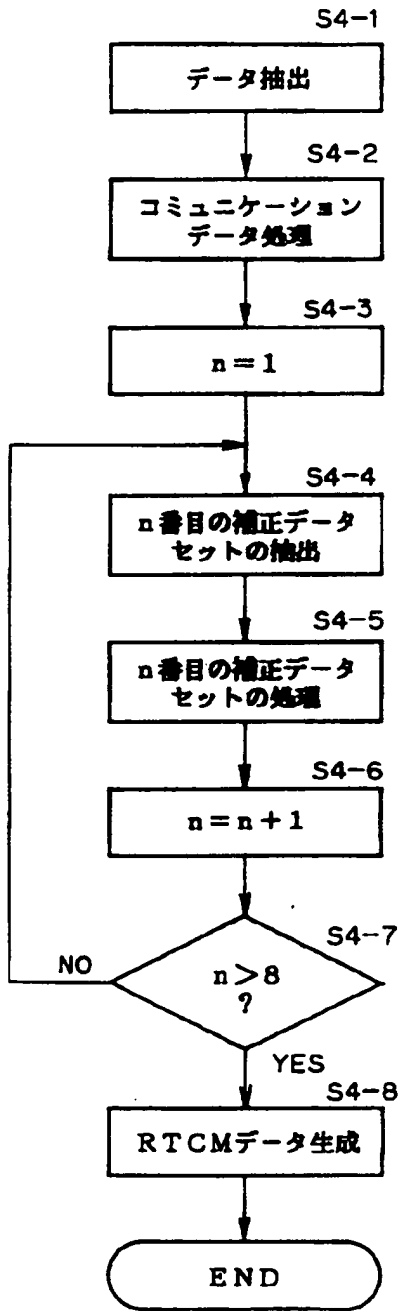 S4-1
データ抽出
S4-2
コミュニケーション
データ処理
S4-3
n=1
S4-4
n番目の補正データ
セットの抽出
S4-5
n番目の補正データ
セットの処理
S4-6
n=n+1
S4-7
n>8
?
NO
YES
S4-8
RTCMデータ生成
END